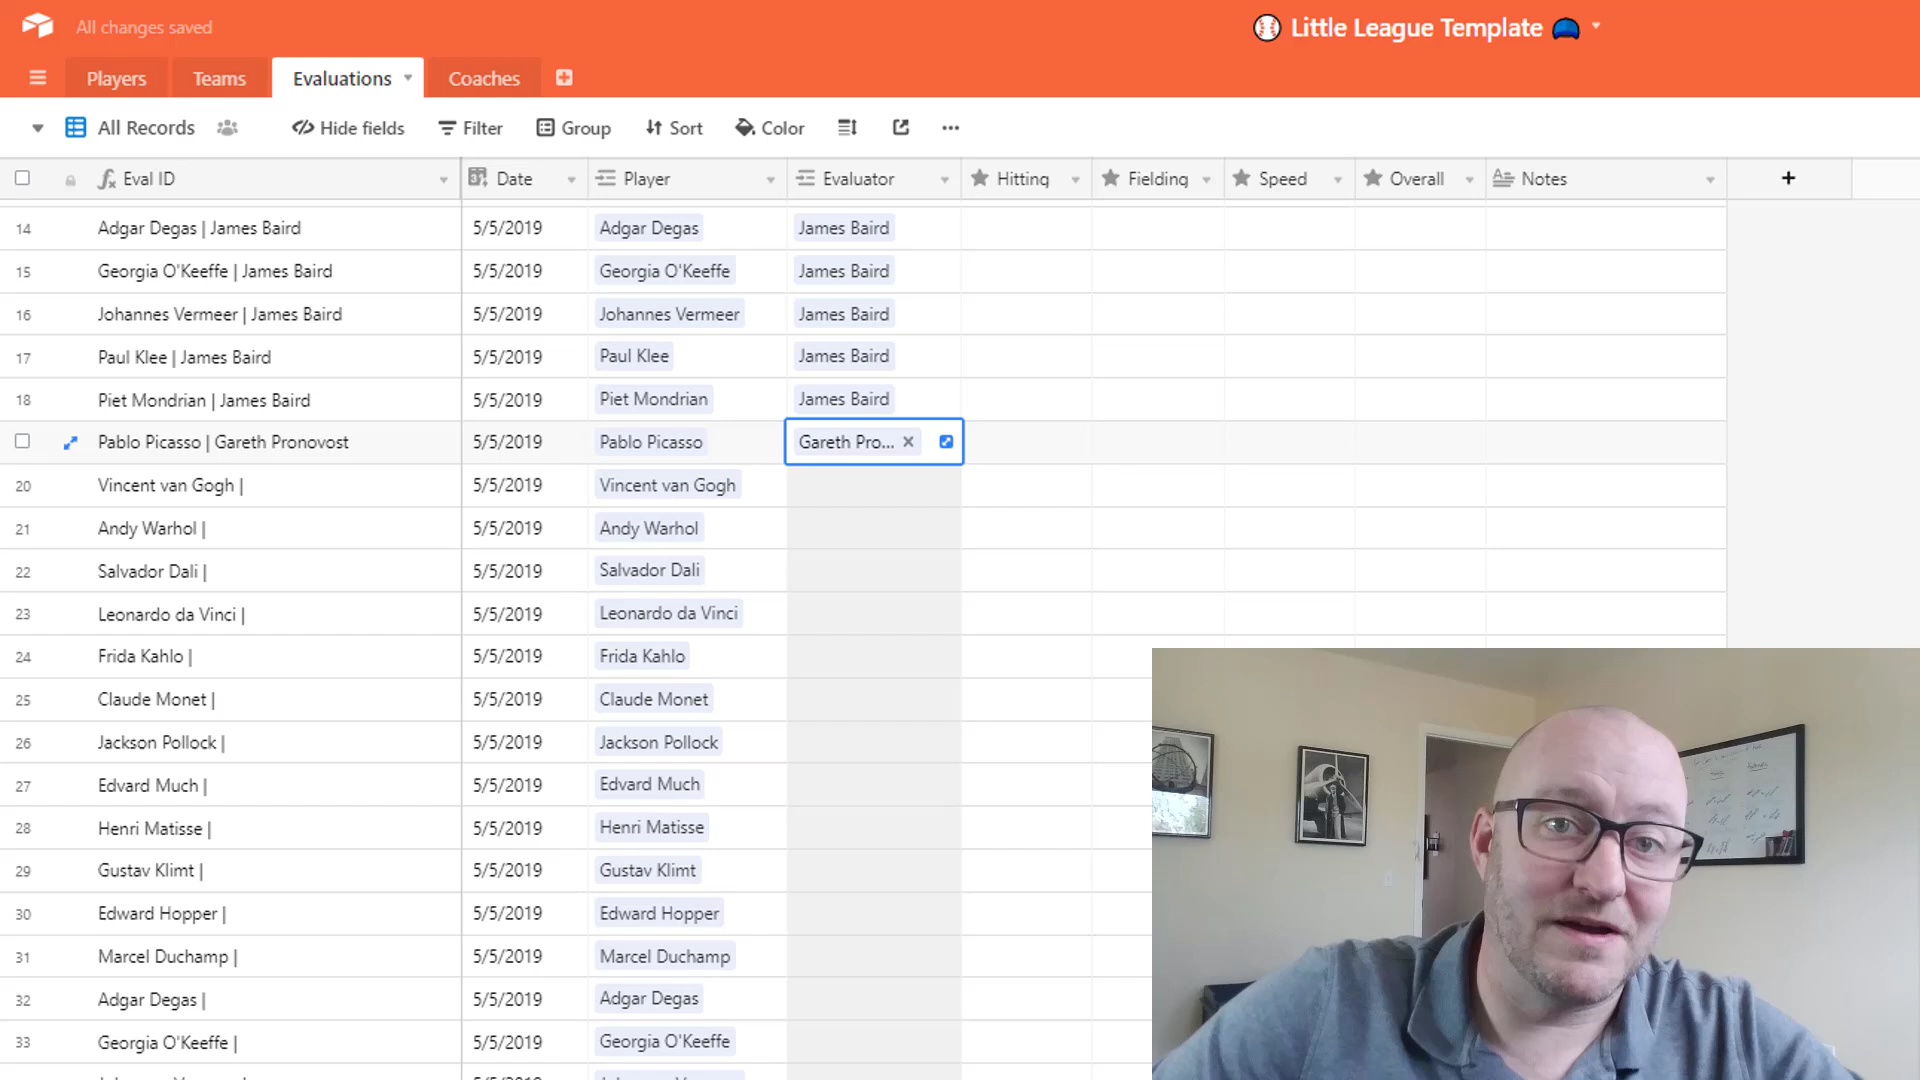 All changes saved
Little League Template
Players Teams Evaluations Coaches
All Records Hide fields Filter Group Sort Color
Eval ID Date Player Evaluator Hitting Fielding Speed Overall Notes
14 Adgar Degas | James Baird 5/5/2019 Adgar Degas James Baird
15 Georgia O'Keeffe | James Baird 5/5/2019 Georgia O'Keeffe James Baird
16 Johannes Vermeer | James Baird 5/5/2019 Johannes Vermeer James Baird
17 Paul Klee | James Baird 5/5/2019 Paul Klee James Baird
18 Piet Mondrian | James Baird 5/5/2019 Piet Mondrian James Baird
Pablo Picasso | Gareth Pronovost 5/5/2019 Pablo Picasso Gareth Pro...
20 Vincent van Gogh | 5/5/2019 Vincent van Gogh
21 Andy Warhol | 5/5/2019 Andy Warhol
22 Salvador Dali | 5/5/2019 Salvador Dali
23 Leonardo da Vinci | 5/5/2019 Leonardo da Vinci
24 Frida Kahlo | 5/5/2019 Frida Kahlo
25 Claude Monet | 5/5/2019 Claude Monet
26 Jackson Pollock | 5/5/2019 Jackson Pollock
27 Edvard Much | 5/5/2019 Edvard Much
28 Henri Matisse | 5/5/2019 Henri Matisse
29 Gustav Klimt | 5/5/2019 Gustav Klimt
30 Edward Hopper | 5/5/2019 Edward Hopper
31 Marcel Duchamp | 5/5/2019 Marcel Duchamp
32 Adgar Degas | 5/5/2019 Adgar Degas
33 Georgia O'Keeffe | 5/5/2019 Georgia O'Keeffe